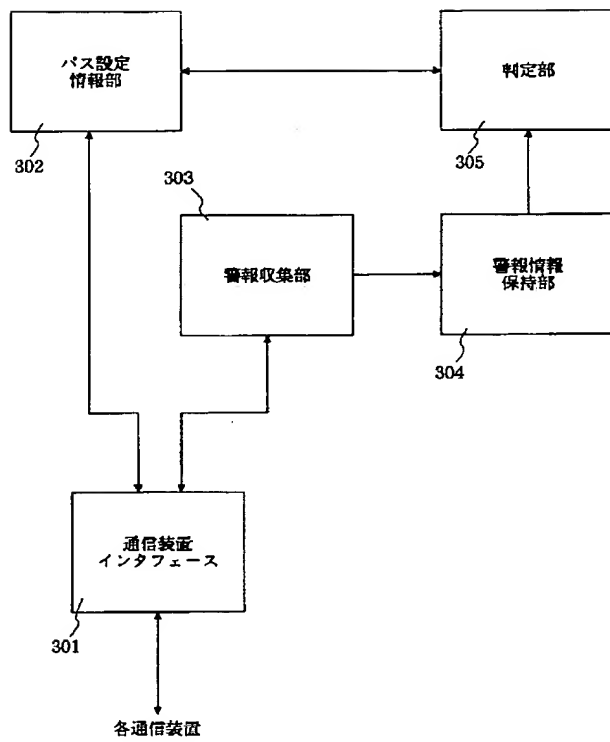 パス設定
情報部
302
判定部
305
303
警報収集部
警報情報
保持部
304
通信装置
インタフェース
301
各通信装置